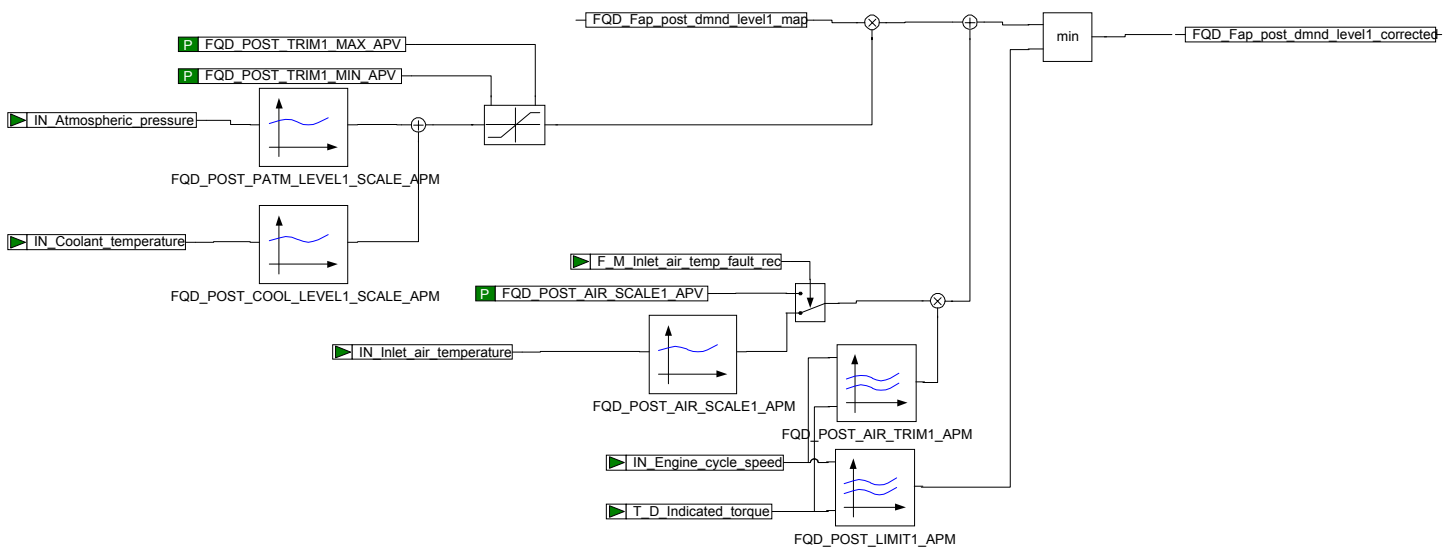 FQD_Fap_post_dmnd_level1_map
min
FQD_Fap_post_dmnd_level1_corrected
P FQD_POST_TRIM1_MAX_APV
P FQD_POST_TRIM1_MIN_APV
IN_Atmospheric_pressure
FQD_POST_PATM_LEVEL1_SCALE_APM
IN_Coolant_temperature
FQD_POST_COOL_LEVEL1_SCALE_APM
F_M_Inlet_air_temp_fault_rec
P FQD_POST_AIR_SCALE1_APV
IN_Inlet_air_temperature
FQD_POST_AIR_SCALE1_APM
FQD_POST_AIR_TRIM1_APM
IN_Engine_cycle_speed
T_D_Indicated_torque
FQD_POST_LIMIT1_APM